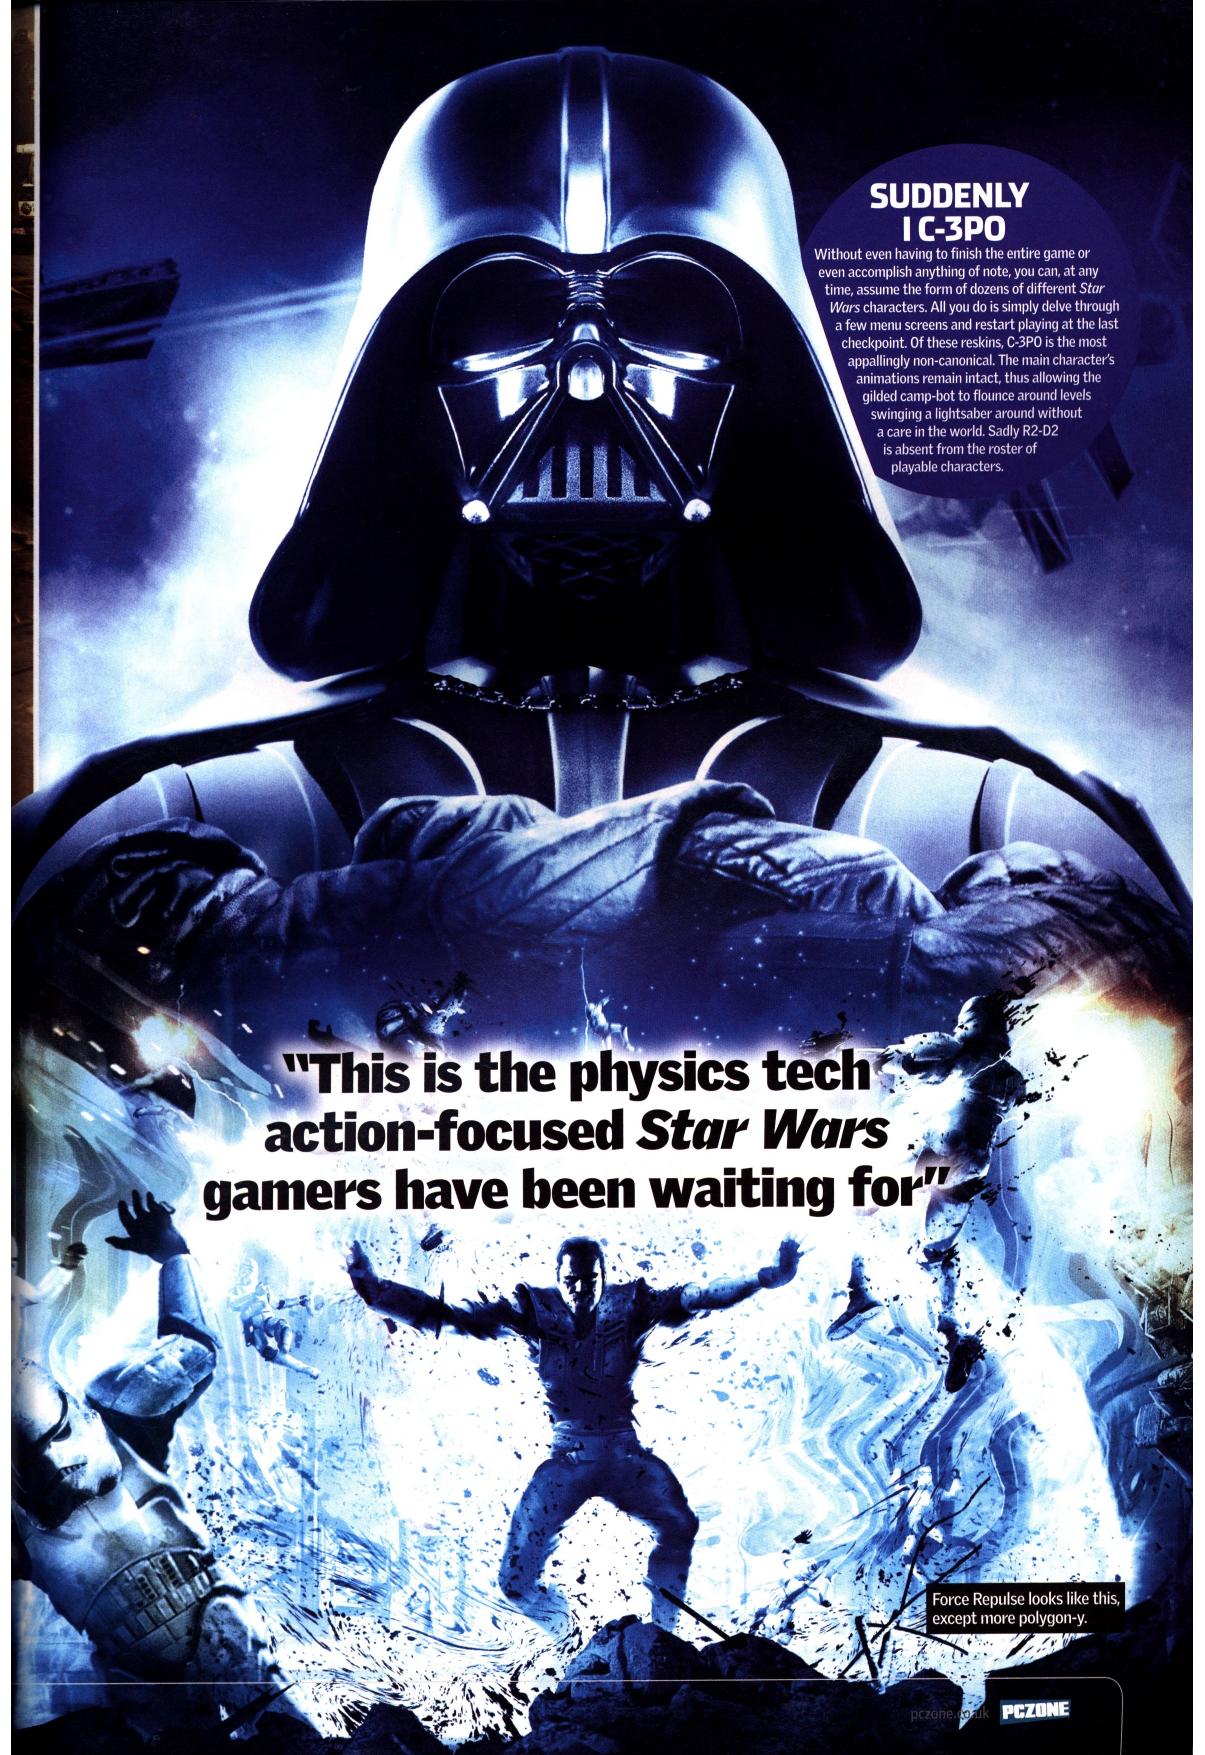 SUDDENLY
I C-3PO
Without even having to finish the entire game or
even accomplish anything of note, you can, at any
time, assume the form of dozens of different Star
Wars characters. All you do is simply delve through
a few menu screens and restart playing at the last
checkpoint. Of these reskins, C-3PO is the most
appallingly non-canonical. The main character's
animations remain intact, thus allowing the
gilded camp-bot to flounce around levels
swinging a lightsaber around without
a care in the world. Sadly R2-D2
is absent from the roster of
playable characters.
"This is the physics tech
action-focused Star Wars
gamers have been waiting for"
Force Repulse looks like this,
except more polygon-y.
pczone.co.uk PCZONE